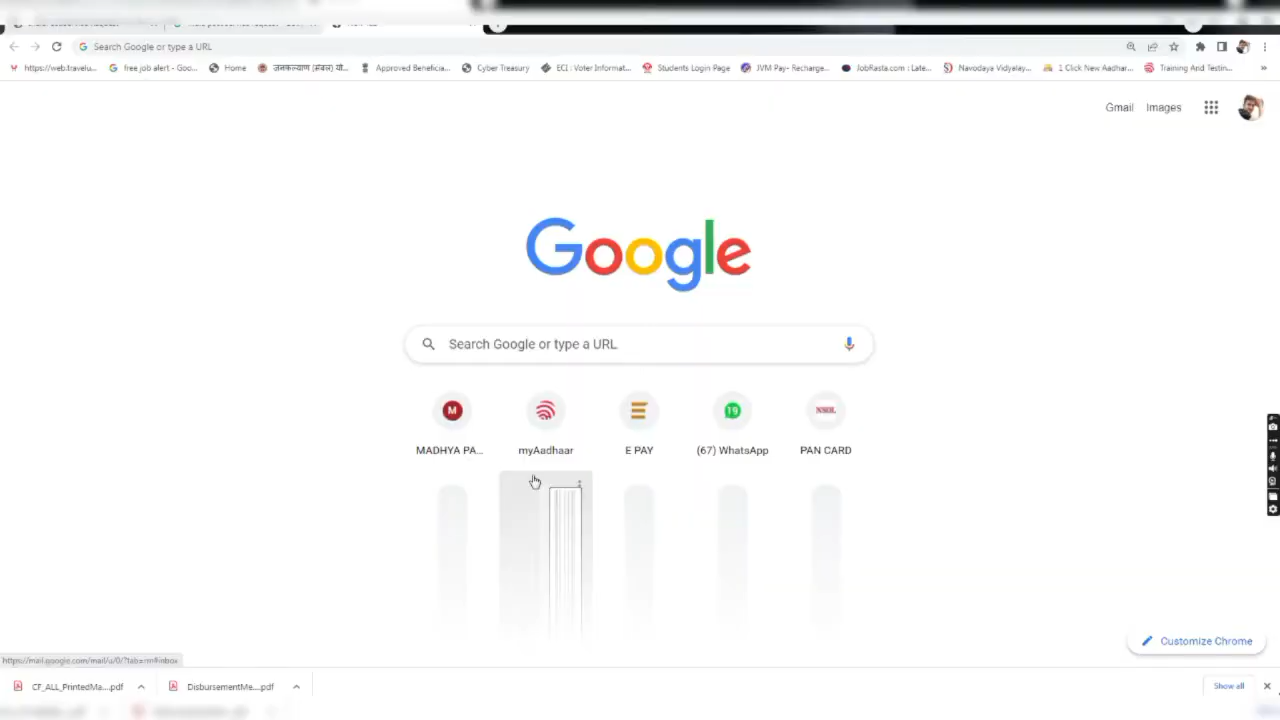 Search Google or type a URL
https://web.travelu...
free job alert - Goo...
Home
जनकल्याण (संबल) यो...
Approved Beneficia...
Cyber Treasury
ECI : Voter Informat...
Students Login Page
JVM Pay- Recharge...
JobRasta.com : Late...
Navodaya Vidyalay...
1 Click New Aadhar...
Training And Testin...
»
Gmail
Images
Google
Search Google or type a URL
M
19
NSDL
MADHYA PA...
myAadhaar
E PAY
(67) WhatsApp
PAN CARD
Customize Chrome
https://mail.google.com/mail/u/0/?tab=rm#inbox
CF_ALL_PrintedMa....pdf
DisbursementMe....pdf
Show all